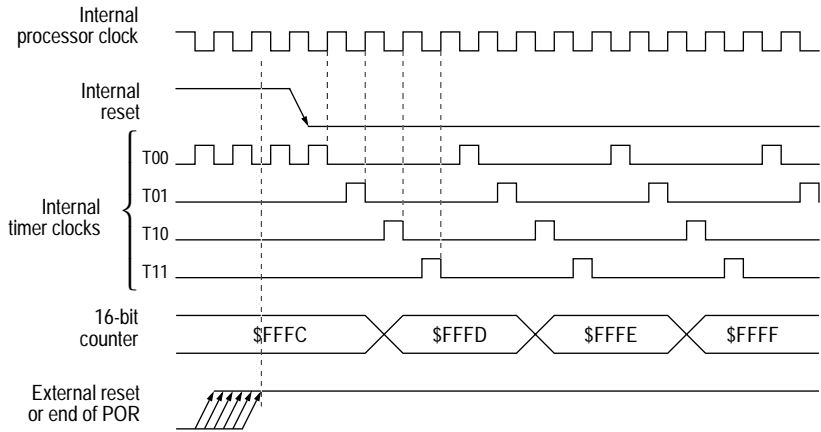 Internal
processor clock
Internal
reset
T00
T01
Internal
timer clocks
T10
T11
16-bit
counter
$FFFC
$FFFD
$FFFE
$FFFF
External reset
or end of POR